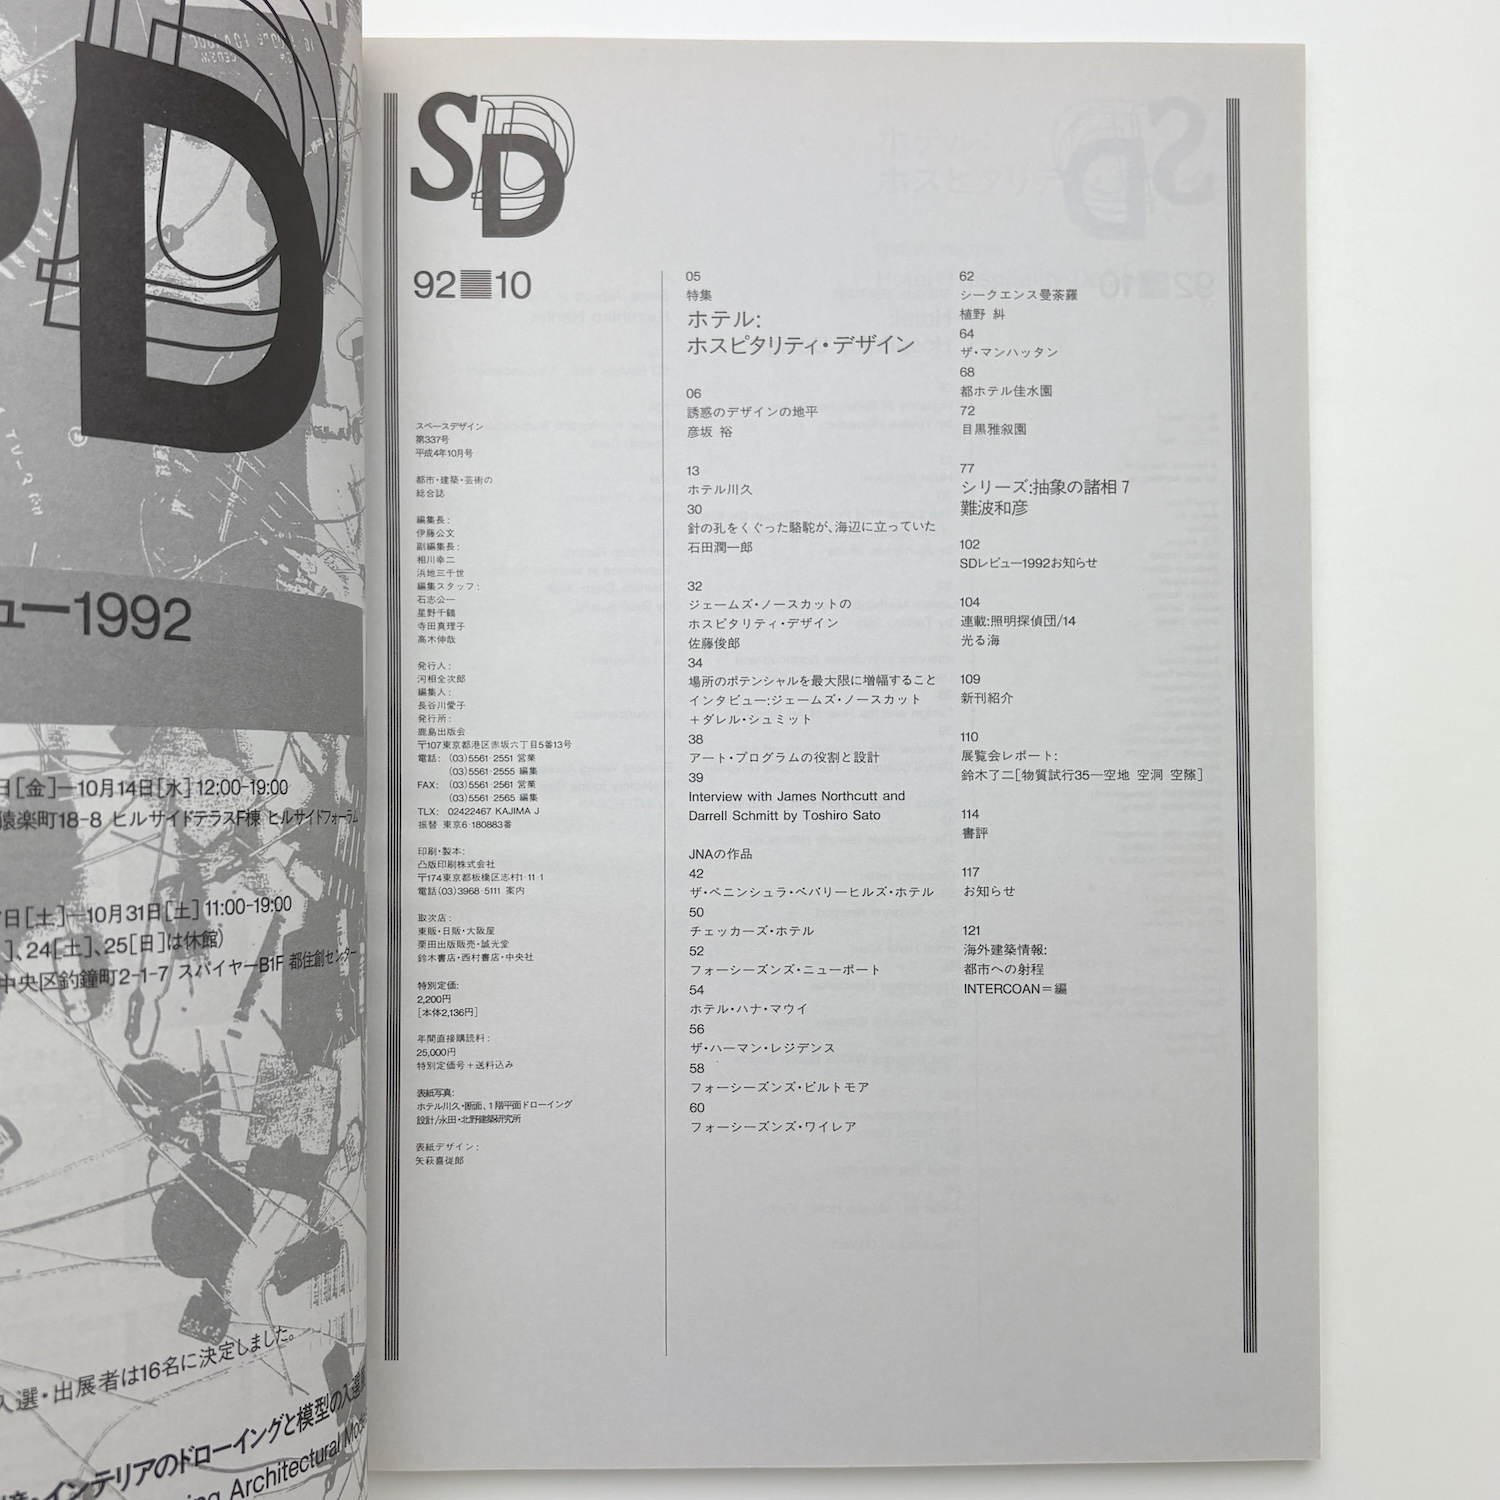 SD
ュー1992
日[金]—10月14日[水]12:00-19:00
猿楽町18-8 ヒルサイドテラスF棟 ヒルサイドフォーラム
日[土]—10月31日[土]11:00-19:00
]、24[土]、25[日]は休館)
中央区釣鐘町2-1-7 スパイヤーB1F 都住創センター
入選・出展者は16名に決定しました。
インテリアのドローイングと模型の入選展
ing Architectural Mode
SD
92 10
スペースデザイン
第337号
平成4年10月号
都市・建築・芸術の
総合誌
編集長:
伊藤公文
副編集長:
相川幸二
浜地三千世
編集スタッフ:
石志公一
星野千鶴
寺田真理子
高木伸哉
発行人:
河相全次郎
編集人:
長谷川愛子
発行所:
鹿島出版会
〒107東京都港区赤坂六丁目5番13号
電話: (03)5561-2551 営業
(03)5561-2555 編集
FAX: (03)5561-2561 営業
(03)5561-2565 編集
TLX: 02422467 KAJIMA J
振替 東京6-180883番
印刷・製本:
凸版印刷株式会社
〒174東京都板橋区志村1-11-1
電話(03)3968-5111 案内
取次店:
東販・日販・大阪屋
栗田出版販売・誠光堂
鈴木書店・西村書店・中央社
特別定価:
2,200円
[本体2,136円]
年間直接購読料:
25,000円
特別定価号+送料込み
表紙写真:
ホテル川久・断面、1階平面ドローイング
設計/永田・北野建築研究所
表紙デザイン:
矢萩喜従郎
05
特集
ホテル:
ホスピタリティ・デザイン
06
誘惑のデザインの地平
彦坂 裕
13
ホテル川久
30
針の孔をくぐった駱駝が、海辺に立っていた
石田潤一郎
32
ジェームズ・ノースカットの
ホスピタリティ・デザイン
佐藤俊郎
34
場所のポテンシャルを最大限に増幅すること
インタビュー:ジェームズ・ノースカット
+ダレル・シュミット
38
アート・プログラムの役割と設計
39
Interview with James Northcutt and
Darrell Schmitt by Toshiro Sato
JNAの作品
42
ザ・ペニンシュラ・ベバリーヒルズ・ホテル
50
チェッカーズ・ホテル
52
フォーシーズンズ・ニューポート
54
ホテル・ハナ・マウイ
56
ザ・ハーマン・レジデンス
58
フォーシーズンズ・ビルトモア
60
フォーシーズンズ・ワイレア
62
シークエンス曼荼羅
植野 糾
64
ザ・マンハッタン
68
都ホテル佳水園
72
目黒雅叙園
77
シリーズ:抽象の諸相 7
難波和彦
102
SDレビュー1992お知らせ
104
連載:照明探偵団/14
光る海
109
新刊紹介
110
展覧会レポート:
鈴木了二[物質試行35—空地 空洞 空隙]
114
書評
117
お知らせ
121
海外建築情報:
都市への射程
INTERCOAN=編